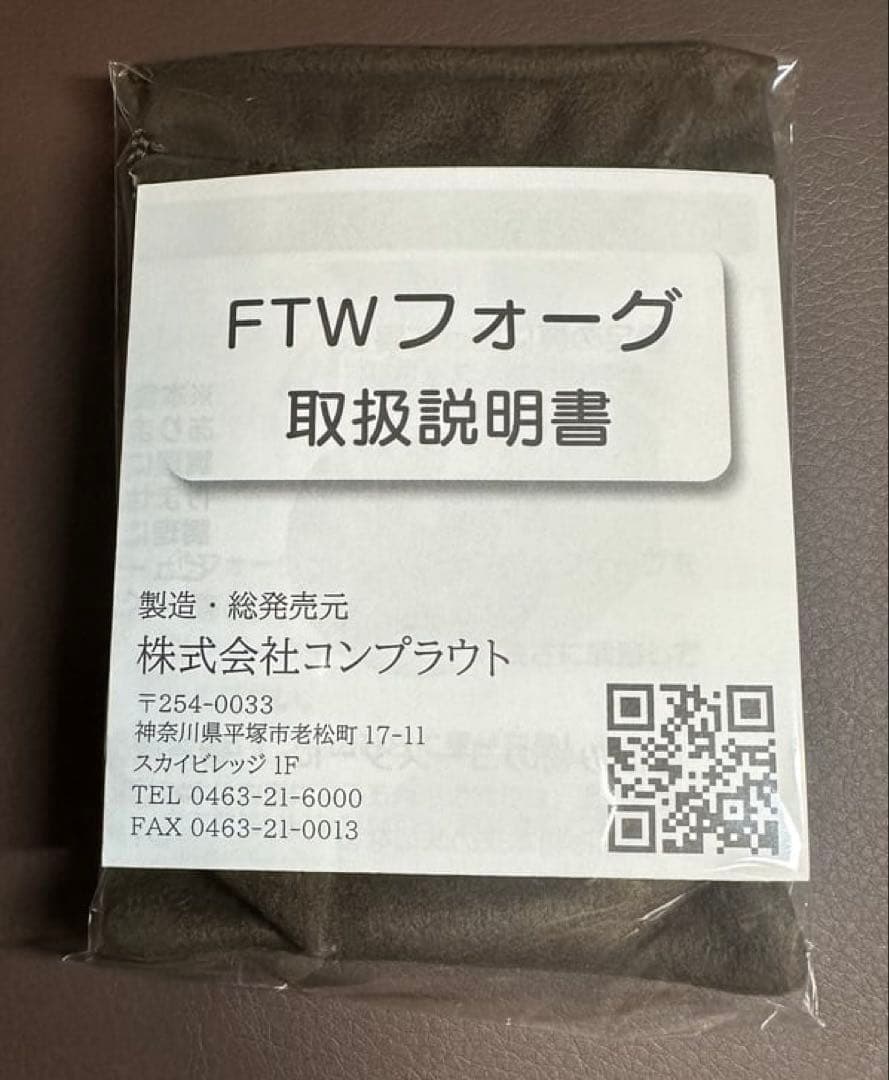 FTWフォーグ
取扱説明書
製造・総発売元
株式会社コンプラウト
〒254-0033
神奈川県平塚市老松町 17-11
スカイビレッジ 1F
TEL 0463-21-6000
FAX 0463-21-0013